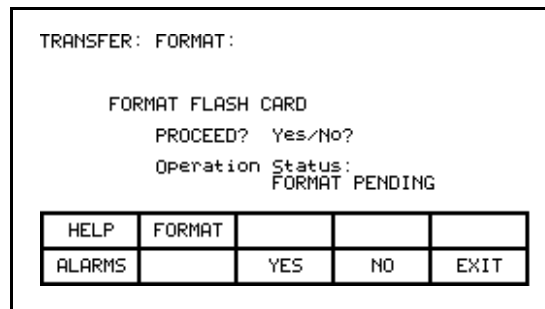 TRANSFER: FORMAT:
FORMAT FLASH CARD
PROCEED? Yes/No?
Operation Status:
FORMAT PENDING
HELP FORMAT
ALARMS YES NO EXIT